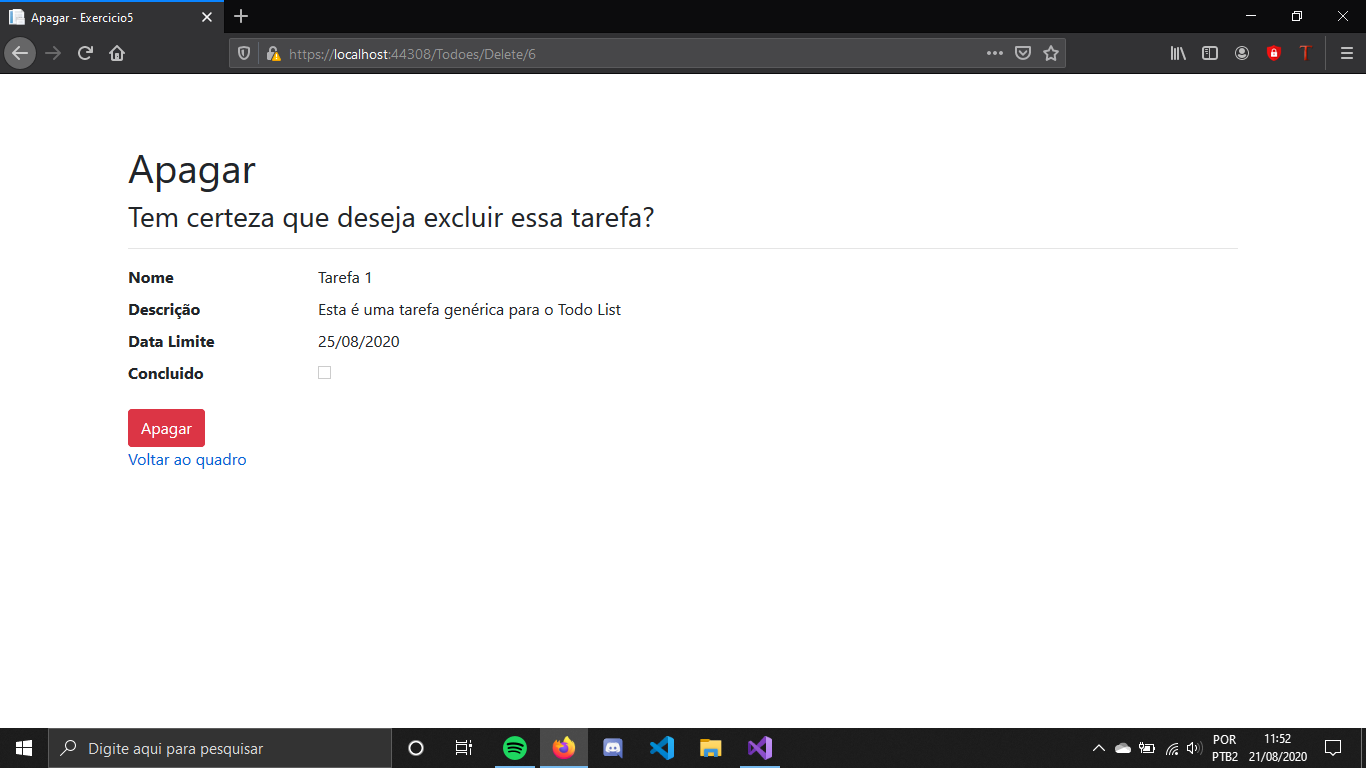 Apagar - Exercicio5
https://localhost:44308/Todoes/Delete/6
Apagar
Tem certeza que deseja excluir essa tarefa?
Nome Tarefa 1
Descrição Esta é uma tarefa genérica para o Todo List
Data Limite 25/08/2020
Concluido
Apagar
Voltar ao quadro
Digite aqui para pesquisar
POR 11:52
PTB2 21/08/2020